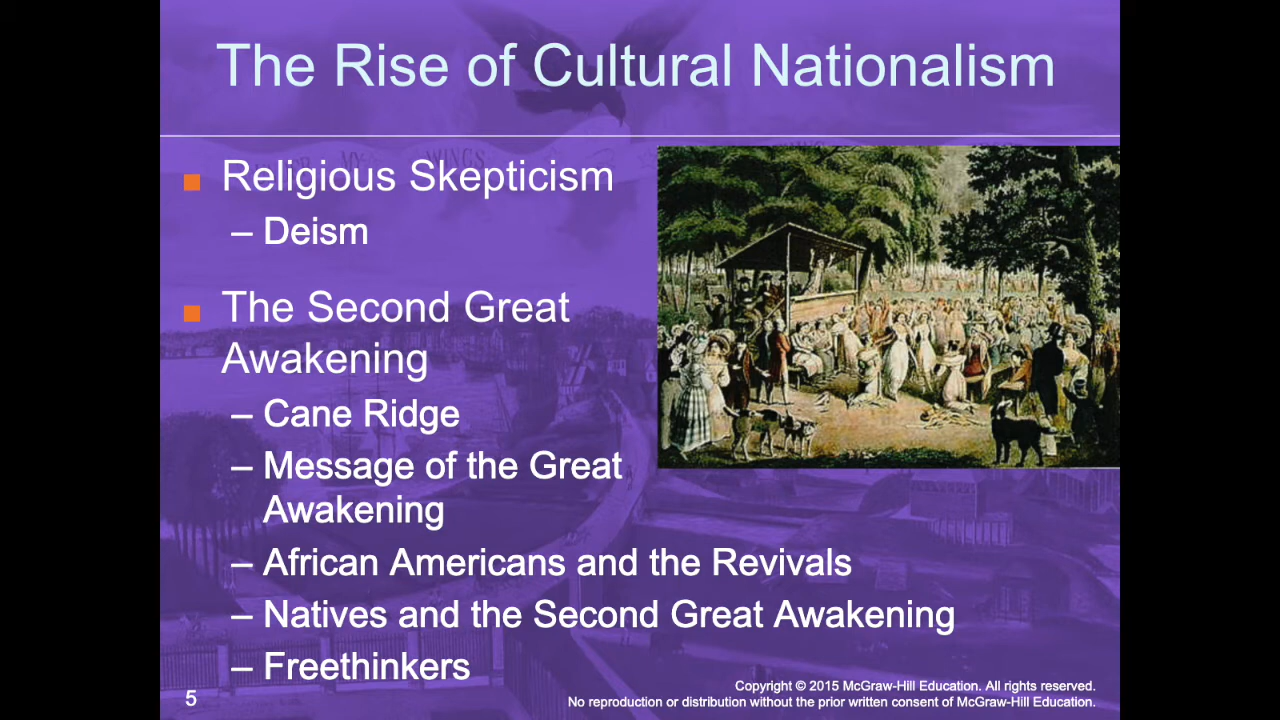 The Rise of Cultural Nationalism
WINGS
Religious Skepticism
– Deism
The Second Great
Awakening
– Cane Ridge
– Message of the Great
Awakening
– African Americans and the Revivals
– Natives and the Second Great Awakening
– Freethinkers
5
Copyright © 2015 McGraw-Hill Education. All rights reserved.
No reproduction or distribution without the prior written consent of McGraw-Hill Education.